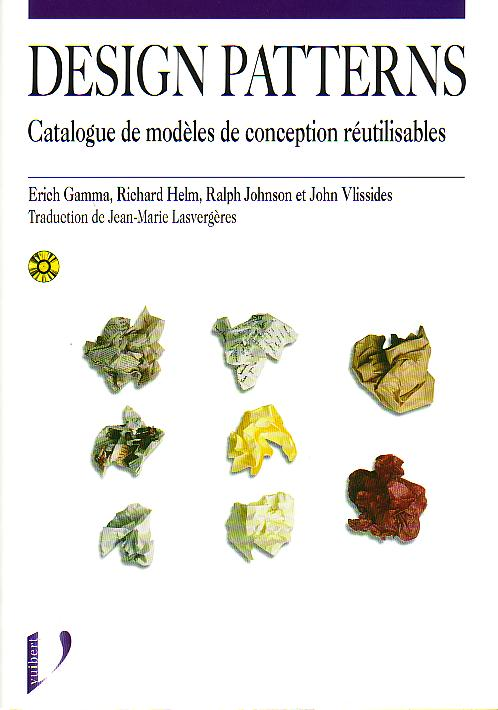 DESIGN PATTERNS
Catalogue de modèles de conception réutilisables
Erich Gamma, Richard Helm, Ralph Johnson et John Vlissides
Traduction de Jean-Marie Lasvergères
vuibert